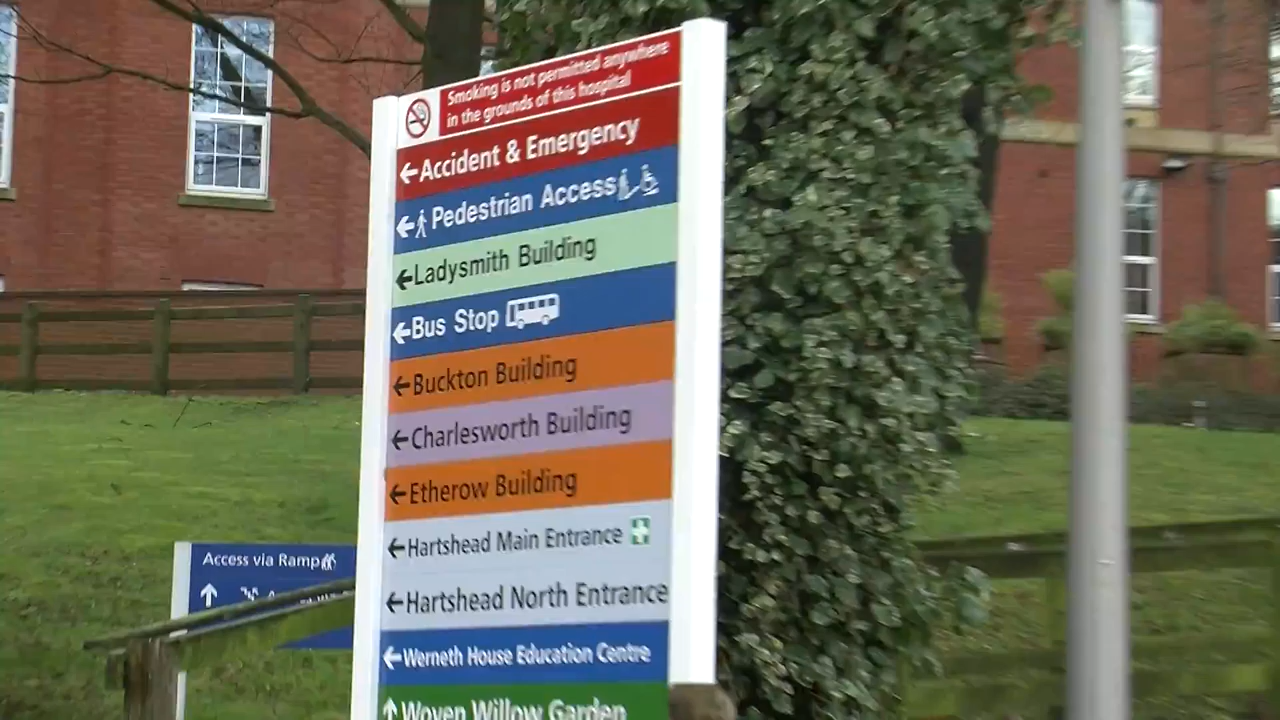 Smoking is not permitted anywhere
in the grounds of this hospital
←Accident & Emergency
←Pedestrian Access
←Ladysmith Building
←Bus Stop
←Buckton Building
←Charlesworth Building
←Etherow Building
←Hartshead Main Entrance
←Hartshead North Entrance
←Werneth House Education Centre
↑Woven Willow Garden
Access via Ramp
↑